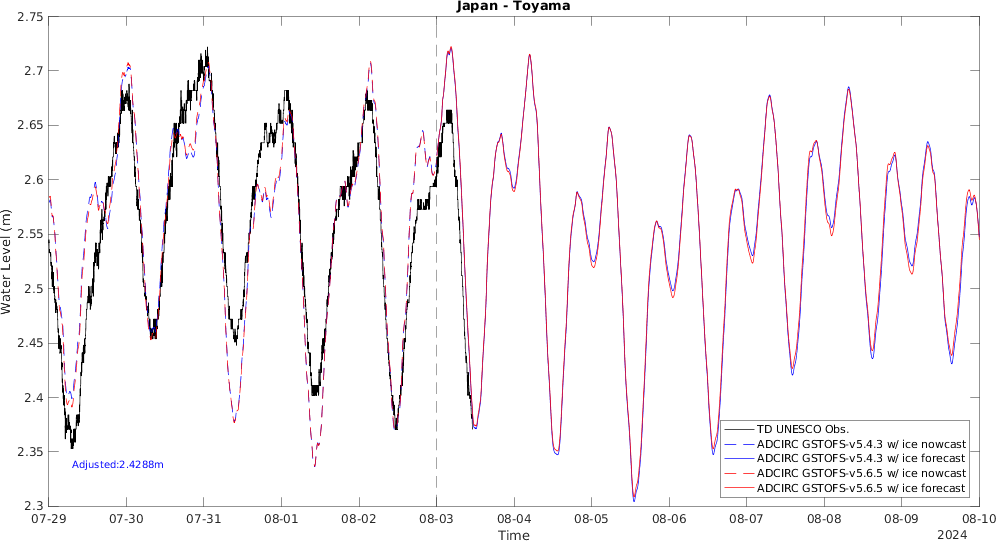 Japan - Toyama
Water Level (m)
2.75
2.7
2.65
2.6
2.55
2.5
2.45
2.4
2.35
2.3
Adjusted:2.4288m
TD UNESCO Obs.
ADCIRC GSTOFS-v5.4.3 w/ ice nowcast
ADCIRC GSTOFS-v5.4.3 w/ ice forecast
ADCIRC GSTOFS-v5.6.5 w/ ice nowcast
ADCIRC GSTOFS-v5.6.5 w/ ice forecast
07-29 07-30 07-31 08-01 08-02 08-03 08-04 08-05 08-06 08-07 08-08 08-09 08-10
Time
2024